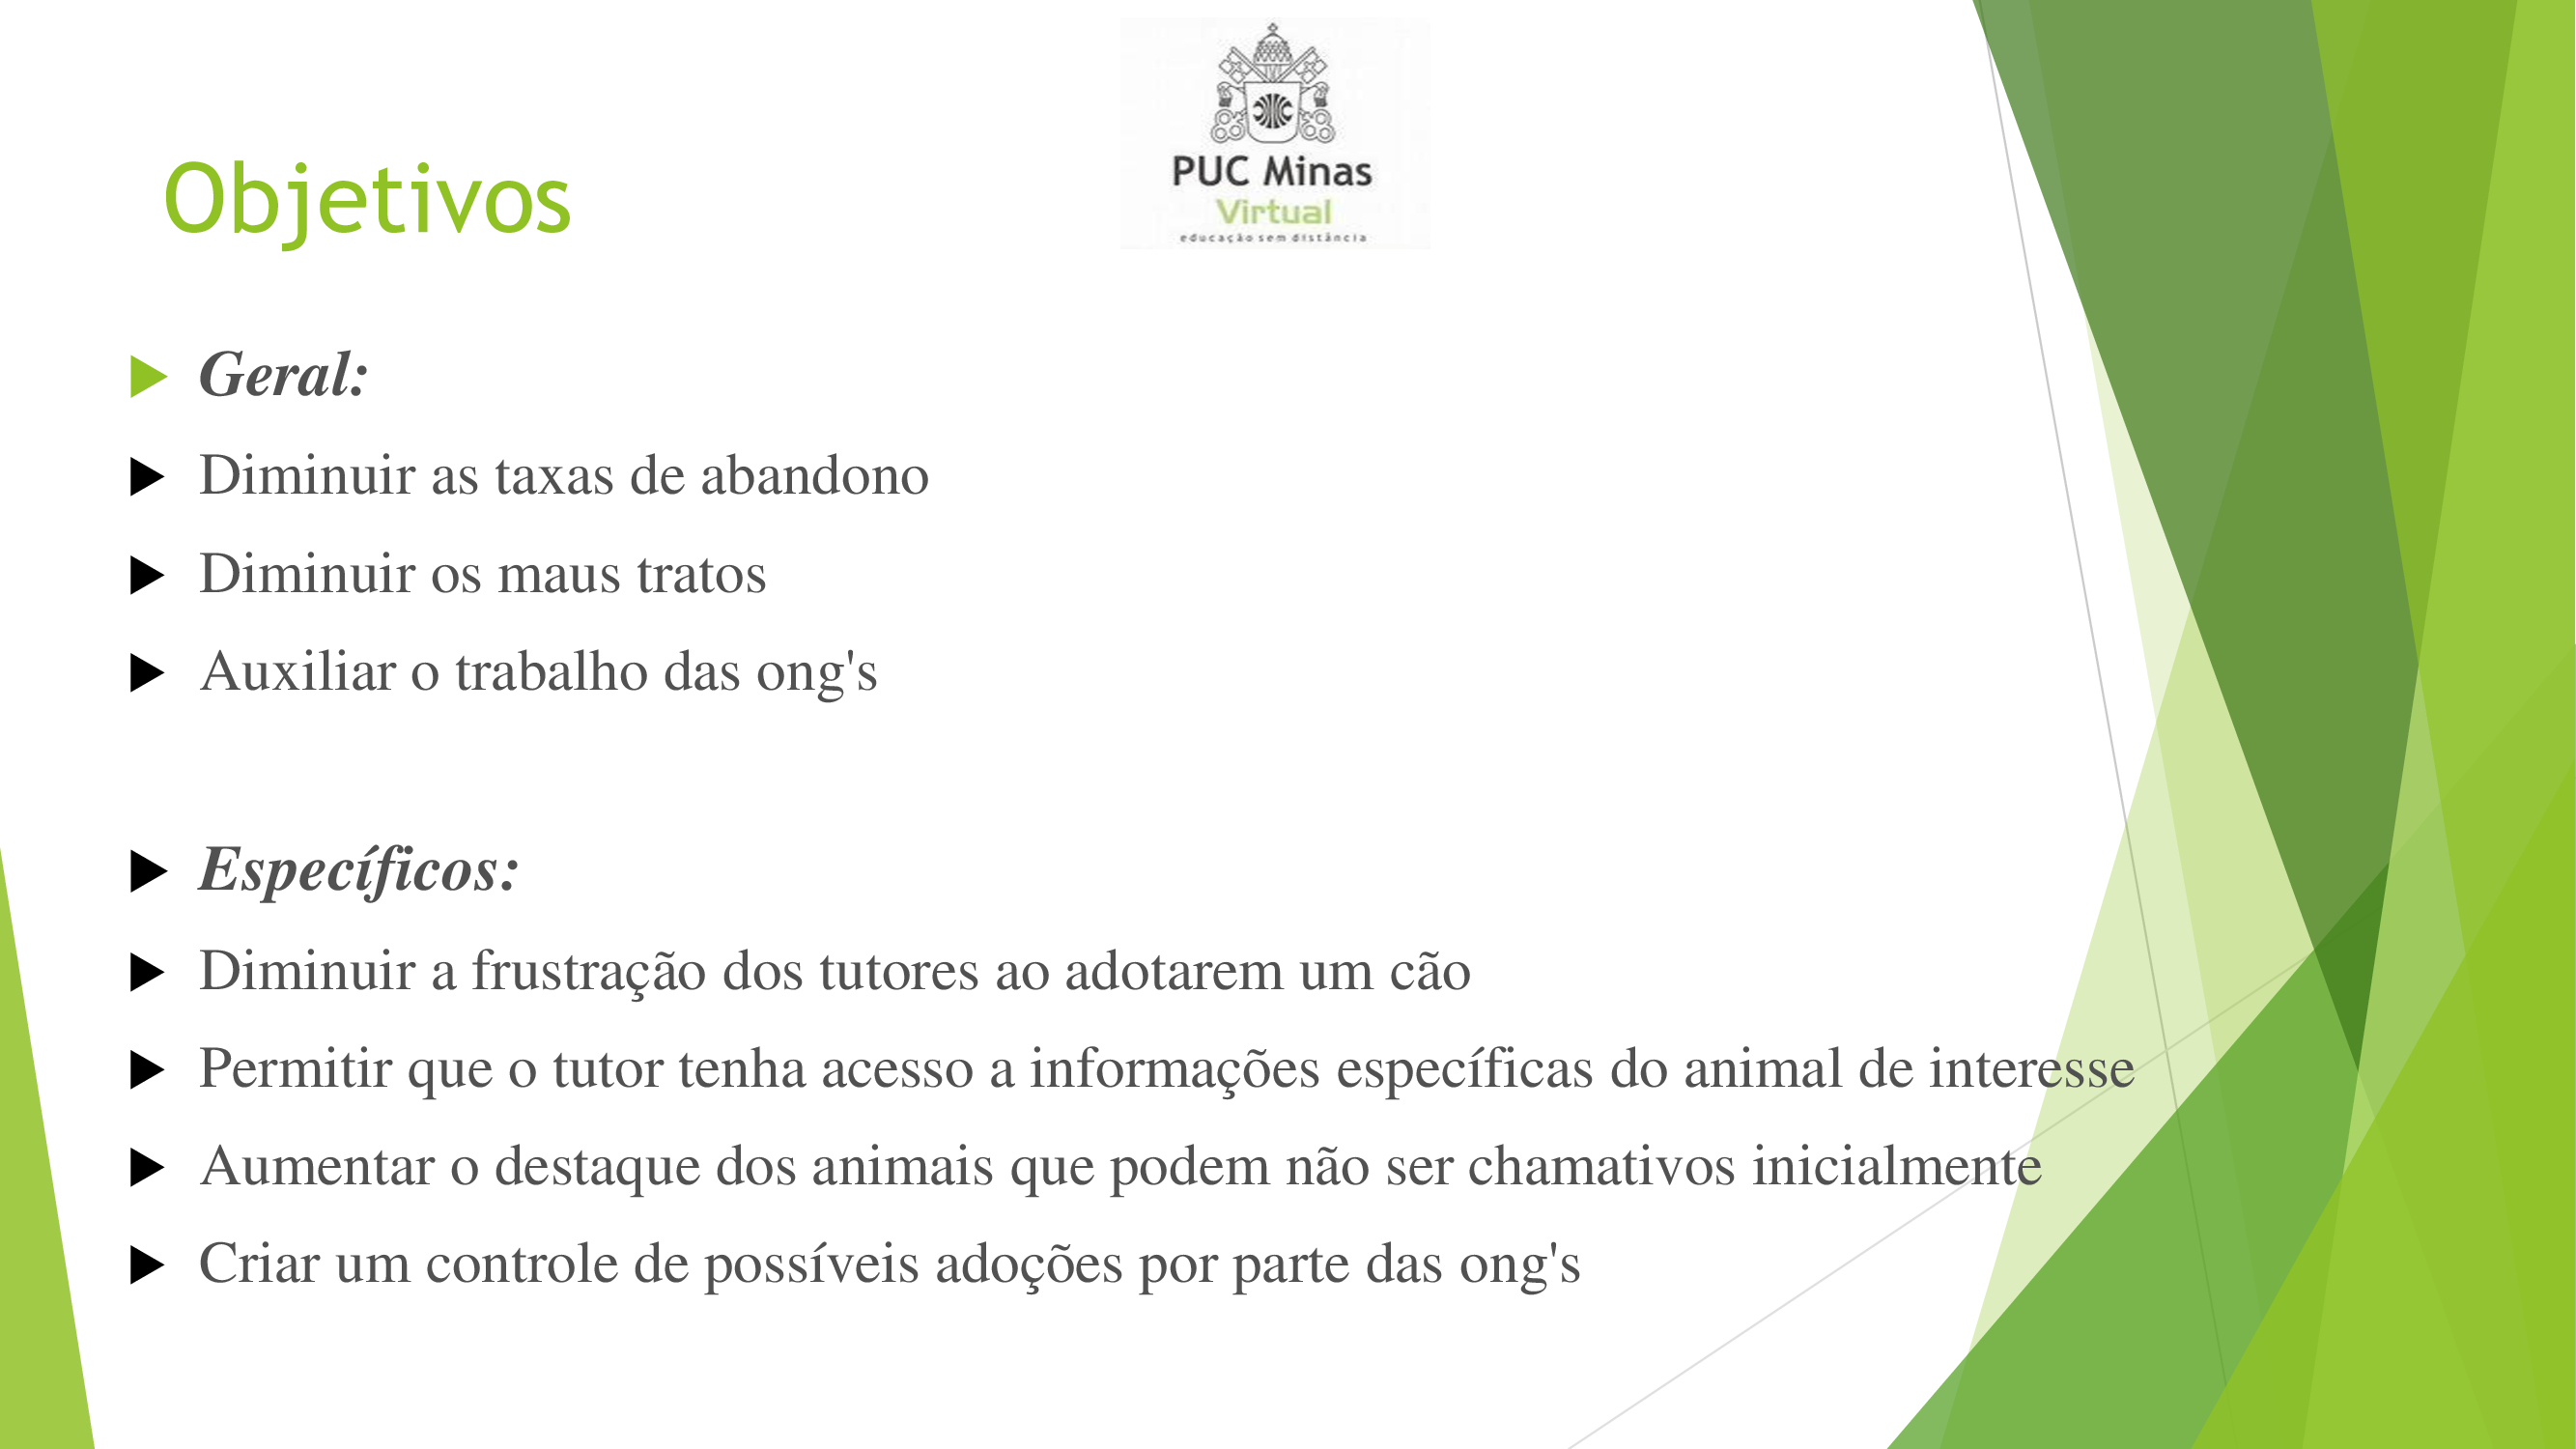 PUC Minas
Virtual
educação sem distância
Objetivos
Geral:
Diminuir as taxas de abandono
Diminuir os maus tratos
Auxiliar o trabalho das ong's
Específicos:
Diminuir a frustração dos tutores ao adotarem um cão
Permitir que o tutor tenha acesso a informações específicas do animal de interesse
Aumentar o destaque dos animais que podem não ser chamativos inicialmente
Criar um controle de possíveis adoções por parte das ong's